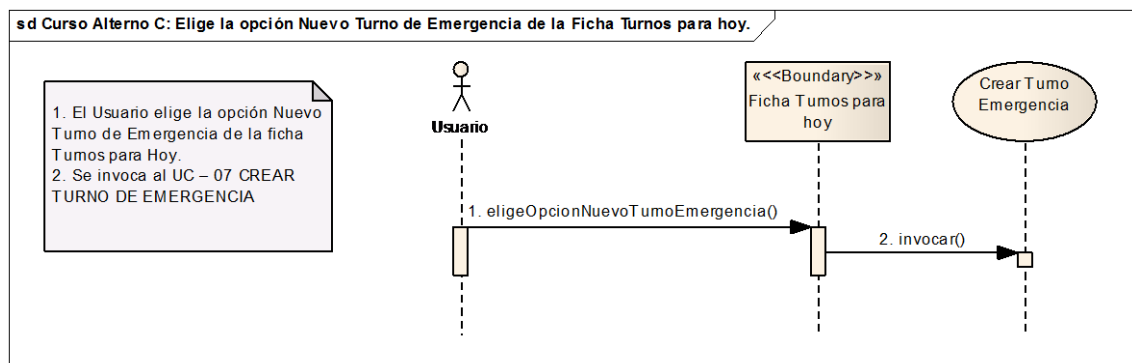 sd Curso Alterno C: Elige la opción Nuevo Turno de Emergencia de la Ficha Turnos para hoy.
1. El Usuario elige la opción Nuevo
Turno de Emergencia de la ficha
Turnos para Hoy.
2. Se invoca al UC – 07 CREAR
TURNO DE EMERGENCIA
Usuario
«<<Boundary>>»
Ficha Turnos para
hoy
Crear Turno
Emergencia
1. eligeOpcionNuevoTurnoEmergencia()
2. invocar()